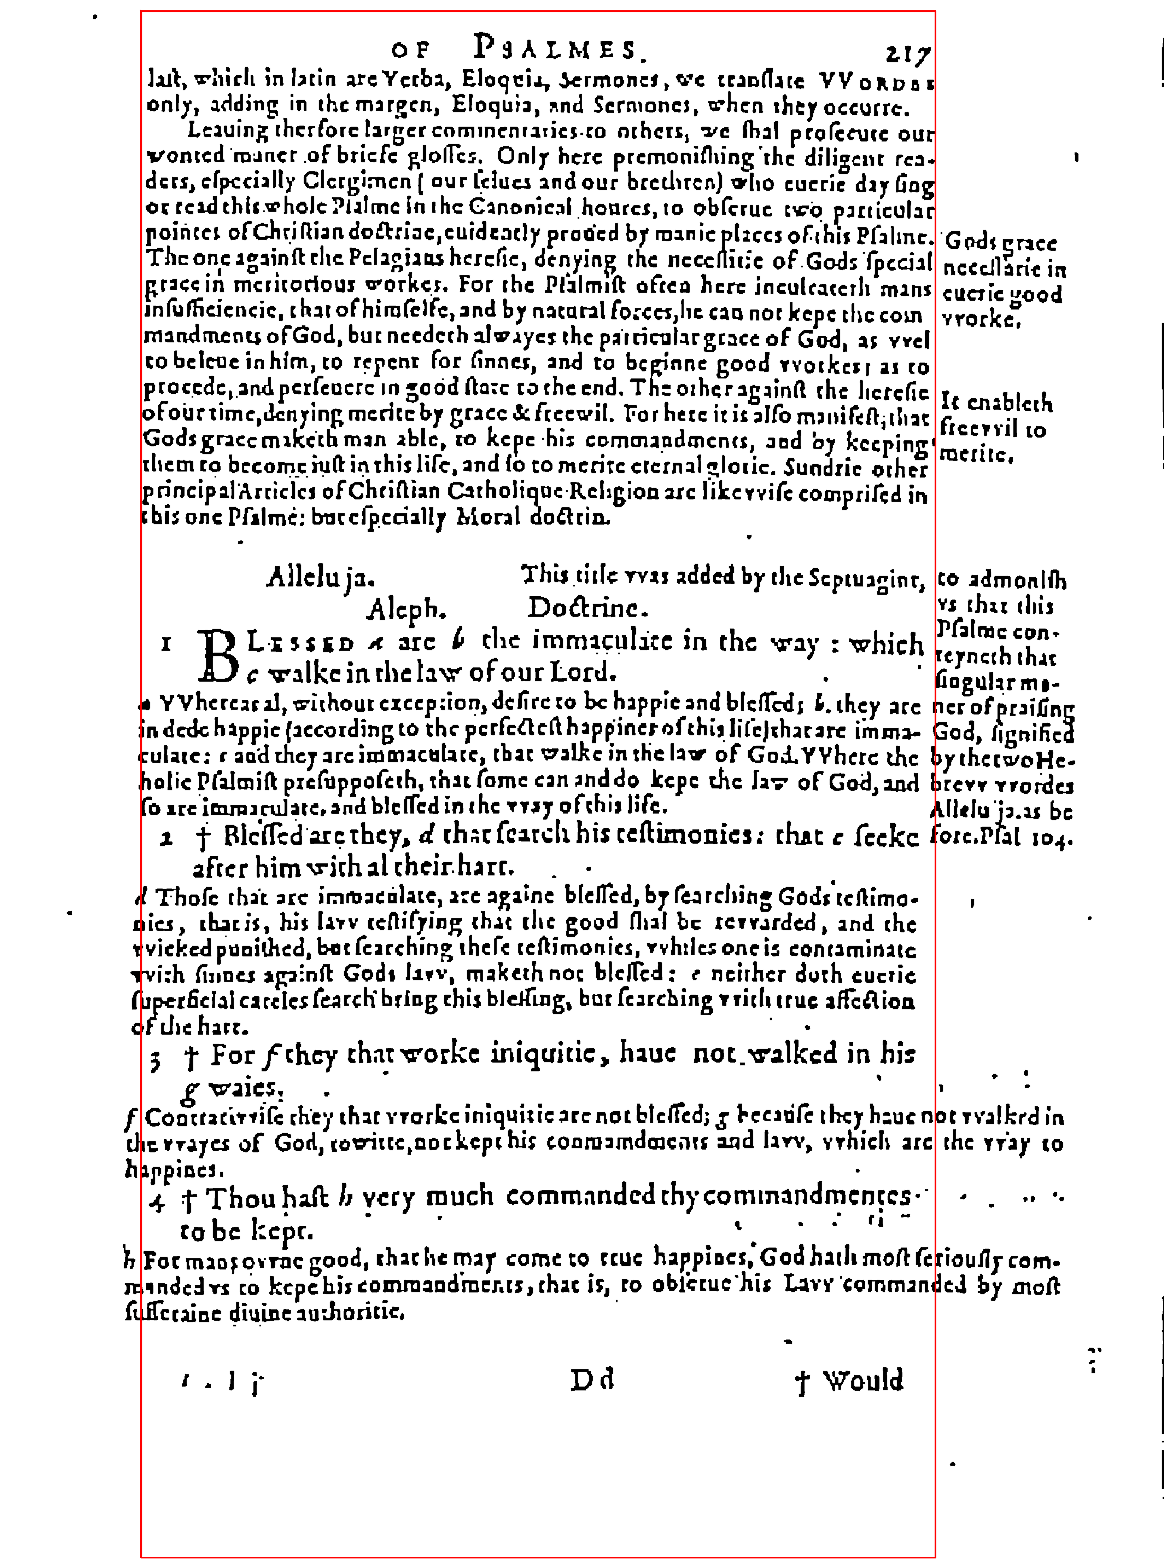 OF PSALMES. 217
last, which in latin are Verba, Eloquia, Sermones, we translate VVORDES
only, adding in the margen, Eloquia, and Sermones, when they occurre.
Leauing therfore larger commentaries to others, we shal prosecute our
wonted maner of briefe glosses. Only here premonishing the diligent rea-
ders, especially Clergimen (our selues and our brethren) who euerie day sing
or read this whole Psalme in the Canonical houres, to obserue two particular
pointes of Christian doctrine, euidently proued by manie places of this Psalme.
The one against the Pelagians heresie, denying the necessitie of Gods special
grace in meritorious workes. For the Psalmist often here inculcateth mans
insufficiencie, that of himselfe, and by natural forces, he can not kepe the com
mandments of God, but needeth alwayes the particular grace of God, as vvel
to beleue in him, to repent for sinnes, and to beginne good vvorkes; as to
procede, and perseuere in good state to the end. The other against the heresie
of our time, denying merite by grace & freewil. For here it is also manifest, that
Gods grace maketh man able, to kepe his commandments, and by keeping
them to become iust in this life, and so to merite eternal glorie. Sundrie other
principal Articles of Christian Catholique Religion are likevvise comprised in
this one Psalme: but especially Moral doctrin.
Gods grace
necessarie in
euerie good
vvorke.
It enableth
freevvil to
merite.
Alleluja. This title vvas added by the Septuagint,
Aleph. Doctrine.
1 BLESSED a are b the immaculate in the way : which
c walke in the law of our Lord.
a VVheras al, without exception, desire to be happie and blessed; b. they are
in dede happie (according to the perfectest happines of this life) that are imma-
culate: c and they are immaculate, that walke in the law of God. VVhere the
holie Psalmist presupposeth, that some can and do kepe the law of God, and
so are immaculate, and blessed in the vvay of this life.
to admonish
vs that this
Psalme con-
teyneth that
singular ma-
ner of praising
God, signified
by the two He-
brevv vvordes
Allelu ja. as be
fore. Psal 104.
2 † Blessed are they, d that search his testimonies: that e seeke
after him with al their hart.
d Those that are immaculate, are againe blessed, by searching Gods testimo-
nies, that is, his lavv testifying that the good shal be revvarded, and the
vvicked punished, but searching these testimonies, vvhiles one is contaminate
vvith sinnes against Gods lavv, maketh not blessed: e neither doth euerie
superficial careles search bring this blessing, but searching vvith true affection
of the hart.
3 † For f they that worke iniquitie, haue not walked in his
g waies.
f Contrarivvise they that vvorke iniquitie are not blessed; g because they haue not vvalked in
the vvayes of God, towitte, not kept his commamdments and lavv, vvhich are the vvay to
happines.
4 † Thou hast h very much commanded thy commandmentes
to be kept.
h For mans ovvne good, that he may come to true happines, God hath most seriously com-
manded vs to kepe his commandments, that is, to obserue his Lavv commanded by most
soueraine diuine authoritie.
Dd † Would